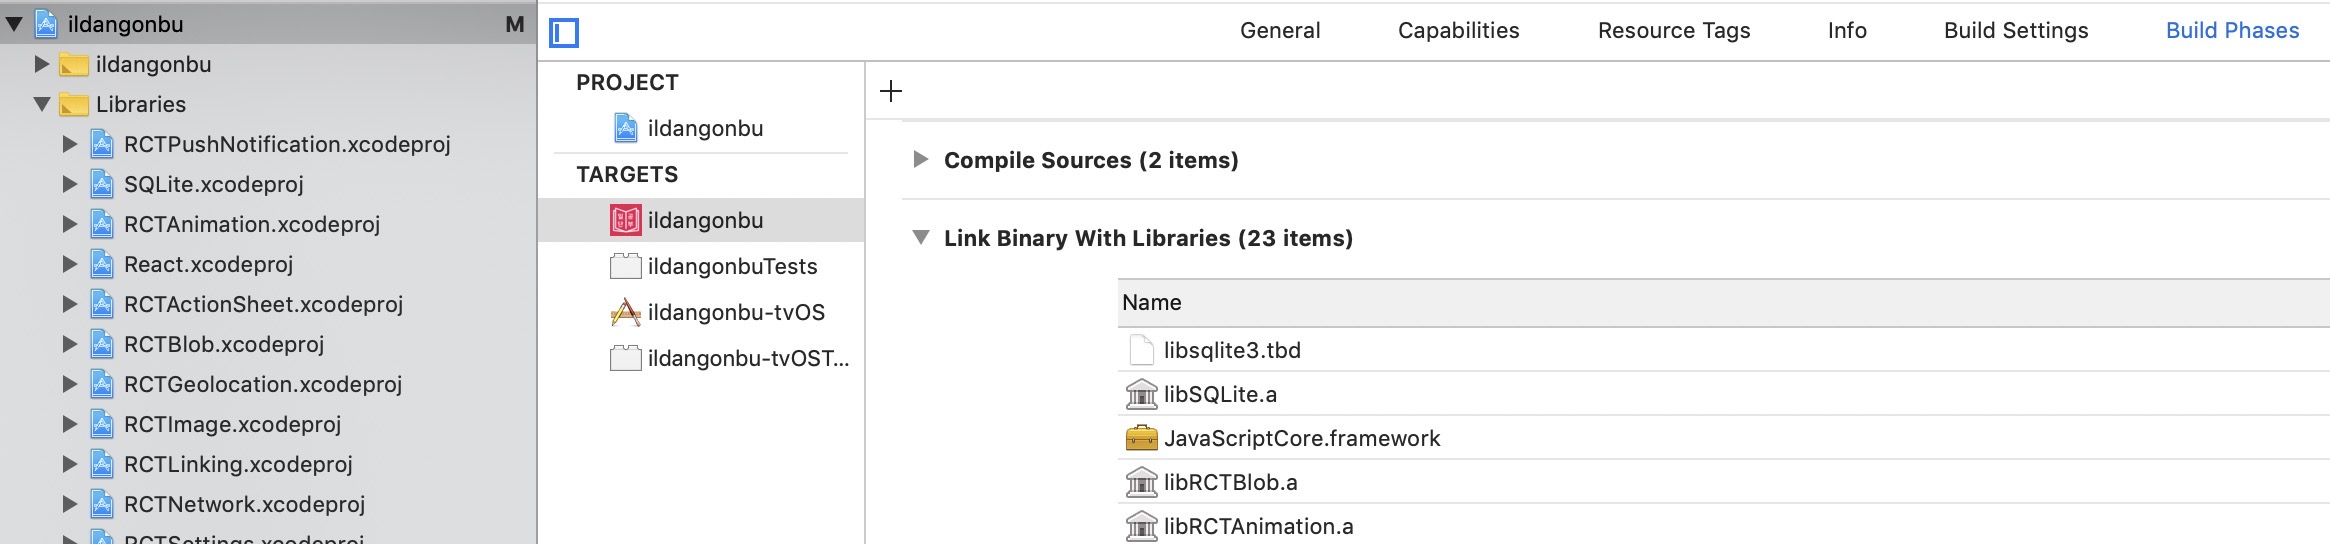 ildangonbu M
ildangonbu
Libraries
RCTPushNotification.xcodeproj
SQLite.xcodeproj
RCTAnimation.xcodeproj
React.xcodeproj
RCTActionSheet.xcodeproj
RCTBlob.xcodeproj
RCTGeolocation.xcodeproj
RCTImage.xcodeproj
RCTLinking.xcodeproj
RCTNetwork.xcodeproj
RCTSettings.xcodeproj
General Capabilities Resource Tags Info Build Settings Build Phases
PROJECT
ildangonbu
TARGETS
ildangonbu
ildangonbuTests
ildangonbu-tvOS
ildangonbu-tvOST...
Compile Sources (2 items)
Link Binary With Libraries (23 items)
Name
libsqlite3.tbd
libSQLite.a
JavaScriptCore.framework
libRCTBlob.a
libRCTAnimation.a